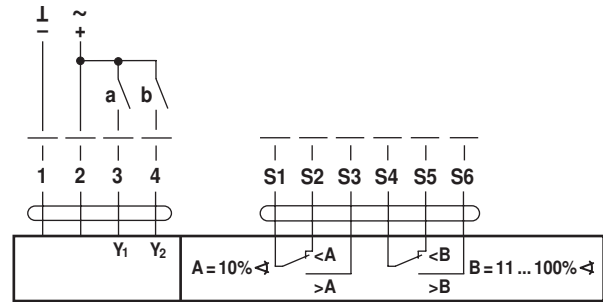 ⊥ ~
– +
a b
1 2 3 4 S1 S2 S3 S4 S5 S6
Y1 Y2
<A <B
A = 10% ∢ B = 11 ... 100% ∢
>A >B